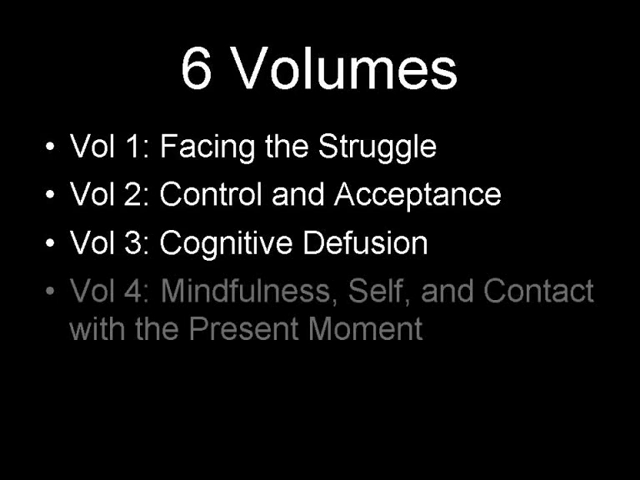 6 Volumes
• Vol 1: Facing the Struggle
• Vol 2: Control and Acceptance
• Vol 3: Cognitive Defusion
• Vol 4: Mindfulness, Self, and Contact
with the Present Moment